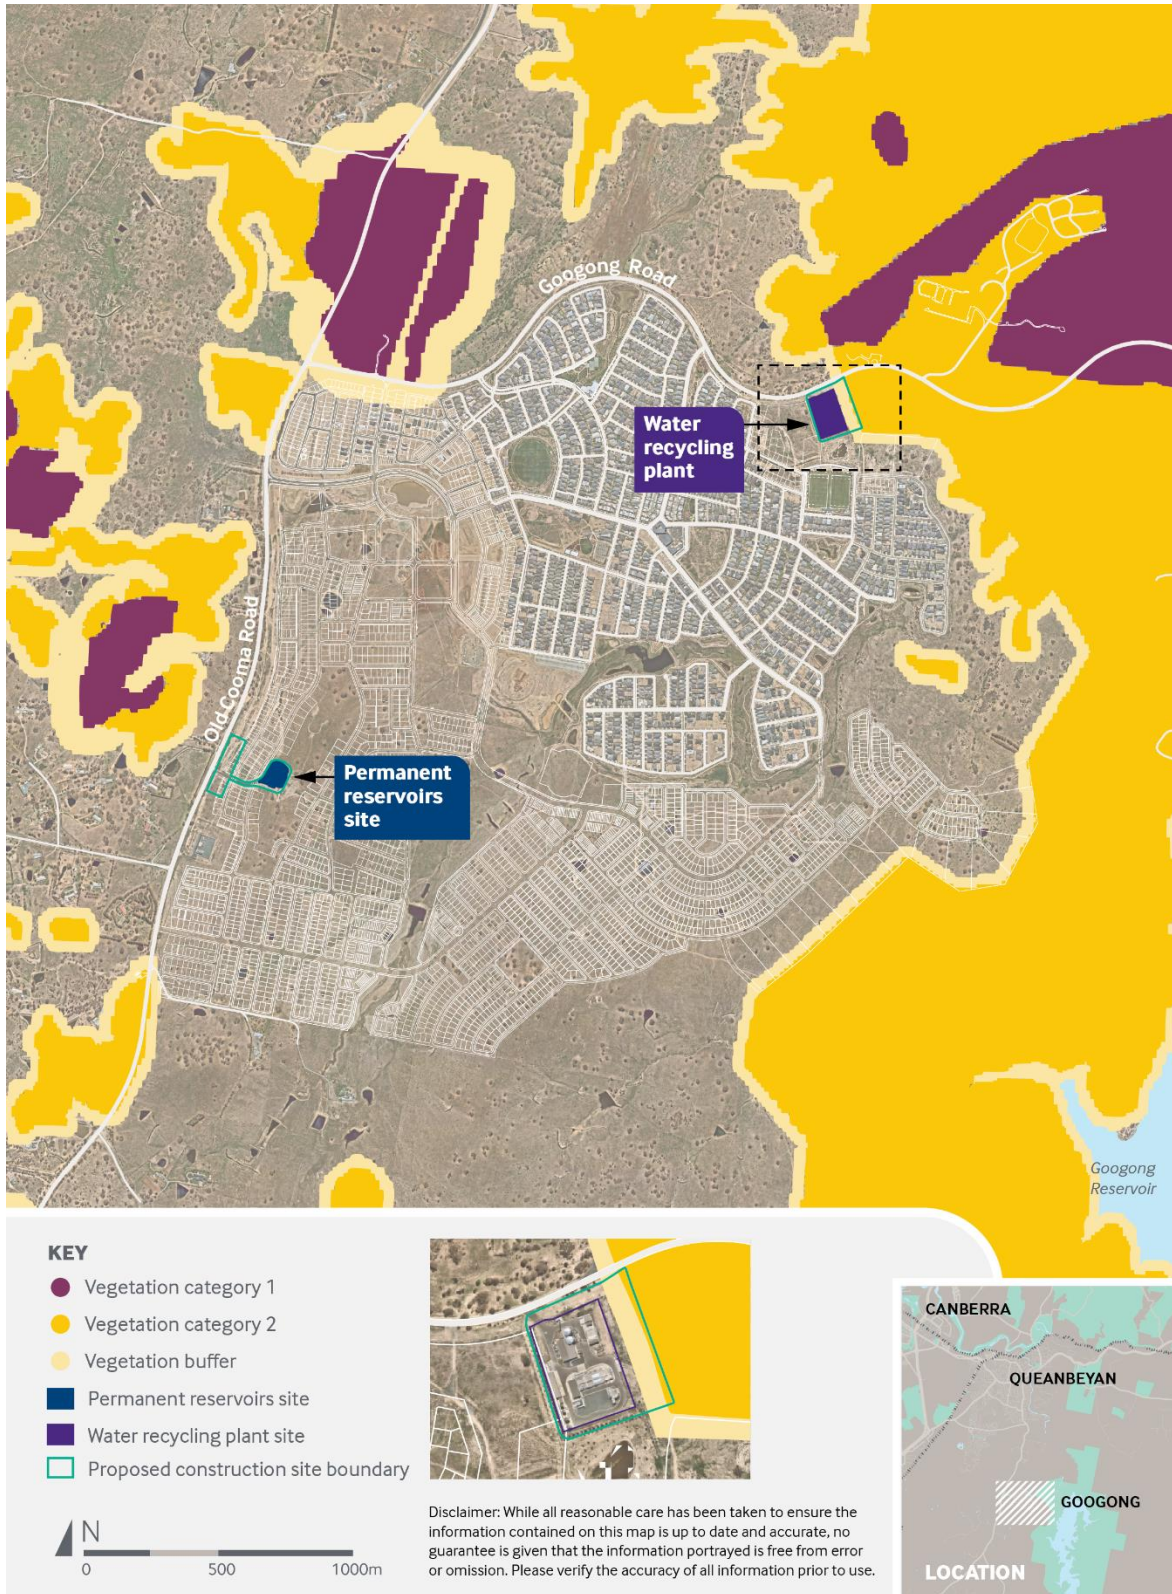 Googong Road
Water
recycling
plant
Old Cooma Road
Permanent
reservoirs
site
Googong
Reservoir
KEY
Vegetation category 1
Vegetation category 2
Vegetation buffer
Permanent reservoirs site
Water recycling plant site
Proposed construction site boundary
N
0 500 1000m
Disclaimer: While all reasonable care has been taken to ensure the
information contained on this map is up to date and accurate, no
guarantee is given that the information portrayed is free from error
or omission. Please verify the accuracy of all information prior to use.
CANBERRA
QUEANBEYAN
GOOGONG
LOCATION